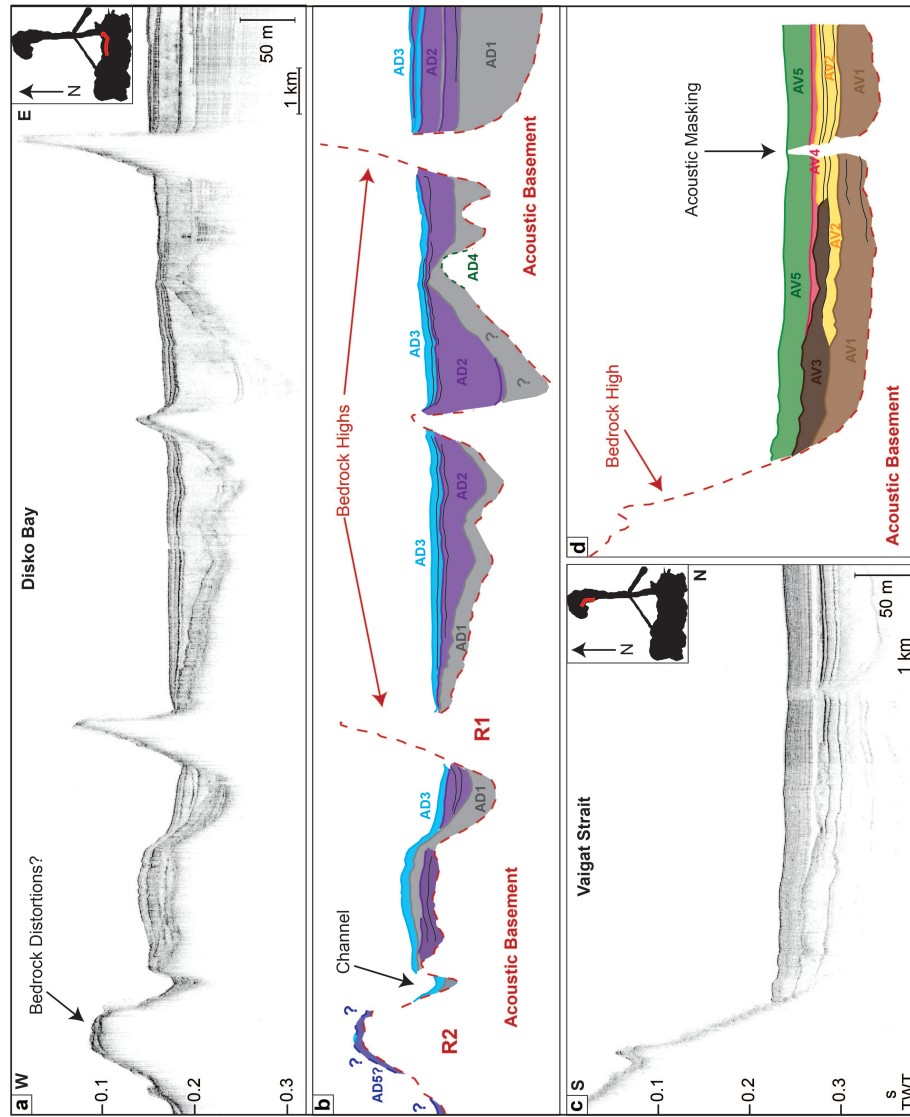 a W
Disko Bay
E
N
Bedrock Distortions?
0.1
0.2
0.3
50 m
1 km
b
Channel
Bedrock Highs
AD3
AD2
AD1
AD3
AD2
AD4
?
?
AD3
AD2
AD1
AD3
AD1
R1
R2
?
?
AD5?
?
Acoustic Basement
Acoustic Basement
c S
Vaigat Strait
N
N
0.1
0.2
0.3
s
TWT
50 m
1 km
d
Bedrock High
Acoustic Masking
AV5
AV5
AV4
AV2
AV2
AV3
AV1
AV1
Acoustic Basement